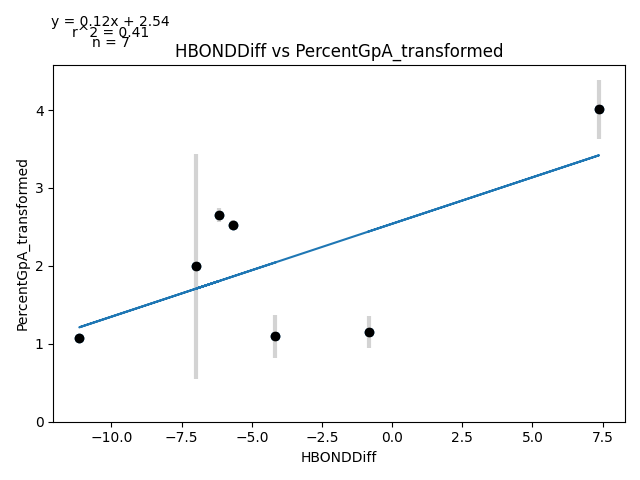 y = 0.12x + 2.54
r^2 = 0.41
n = 7
HBONDDiff vs PercentGpA_transformed
PercentGpA_transformed
4
3
2
1
0
−10.0 −7.5 −5.0 −2.5 0.0 2.5 5.0 7.5
HBONDDiff